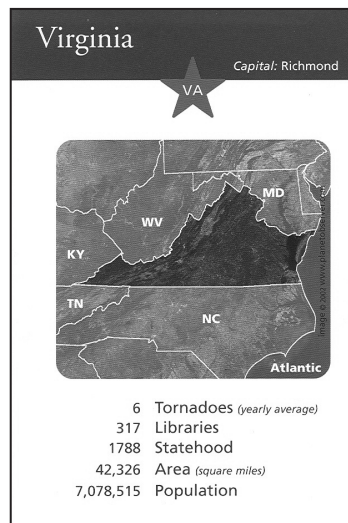 Virginia
Capital: Richmond
VA
MD
WV
KY
TN
NC
Atlantic
6 Tornadoes (yearly average)
317 Libraries
1788 Statehood
42,326 Area (square miles)
7,078,515 Population